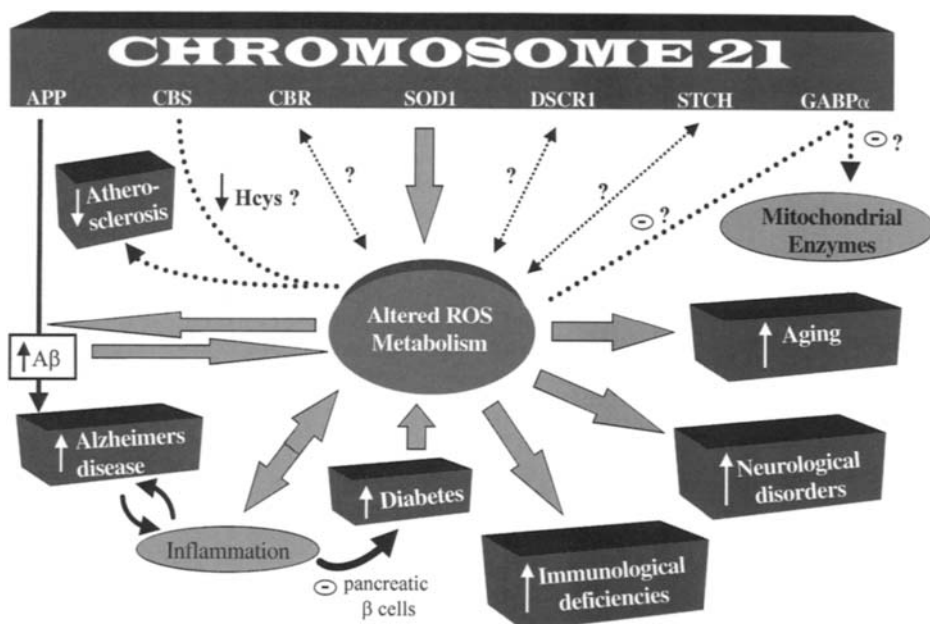 CHROMOSOME 21
APP CBS CBR SOD1 DSCR1 STCH GABPα
⊖ ?
↓ Athero-
sclerosis
↓ Hcys ?
?
?
?
⊖ ?
Mitochondrial
Enzymes
Altered ROS
Metabolism
↑ Aging
↑ Aβ
↑ Alzheimers
disease
↑ Neurological
disorders
↑ Diabetes
Inflammation
⊖ pancreatic
β cells
↑ Immunological
deficiencies